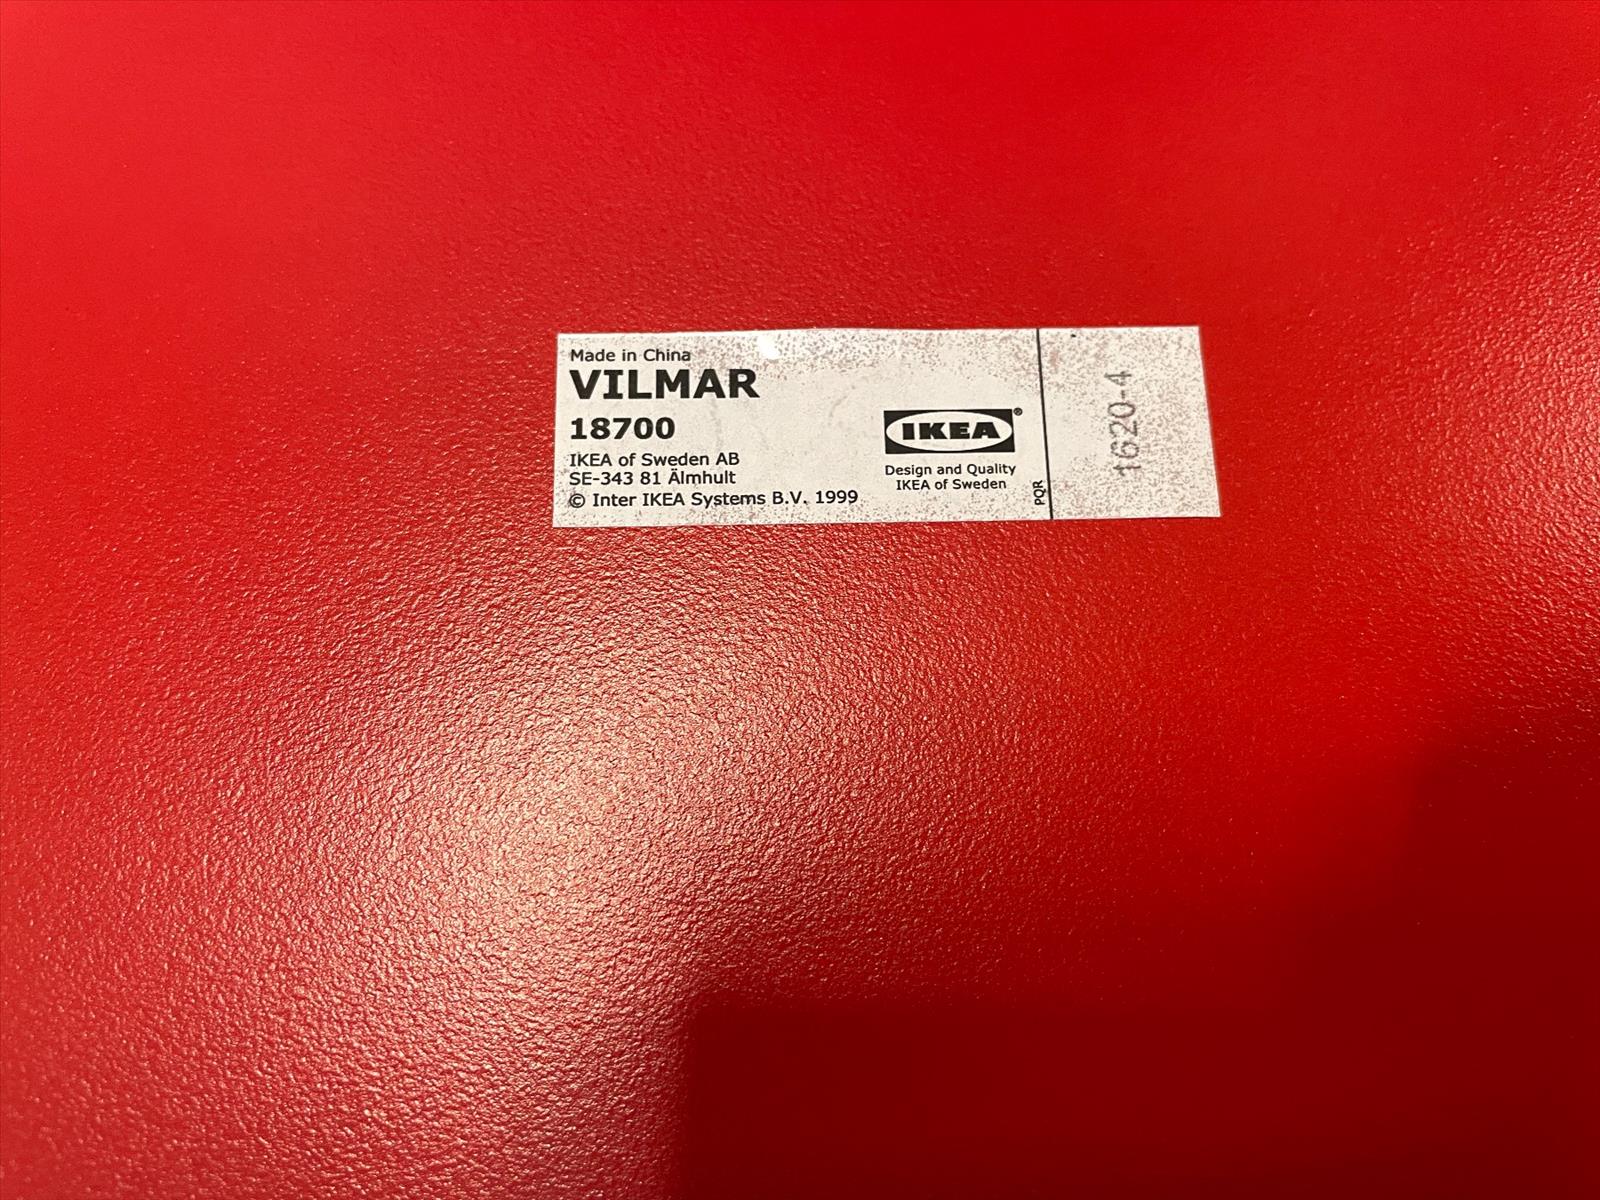 Made in China
VILMAR
18700
IKEA of Sweden AB
SE-343 81 Älmhult
© Inter IKEA Systems B.V. 1999
IKEA®
Design and Quality
IKEA of Sweden
PQR
1620-4